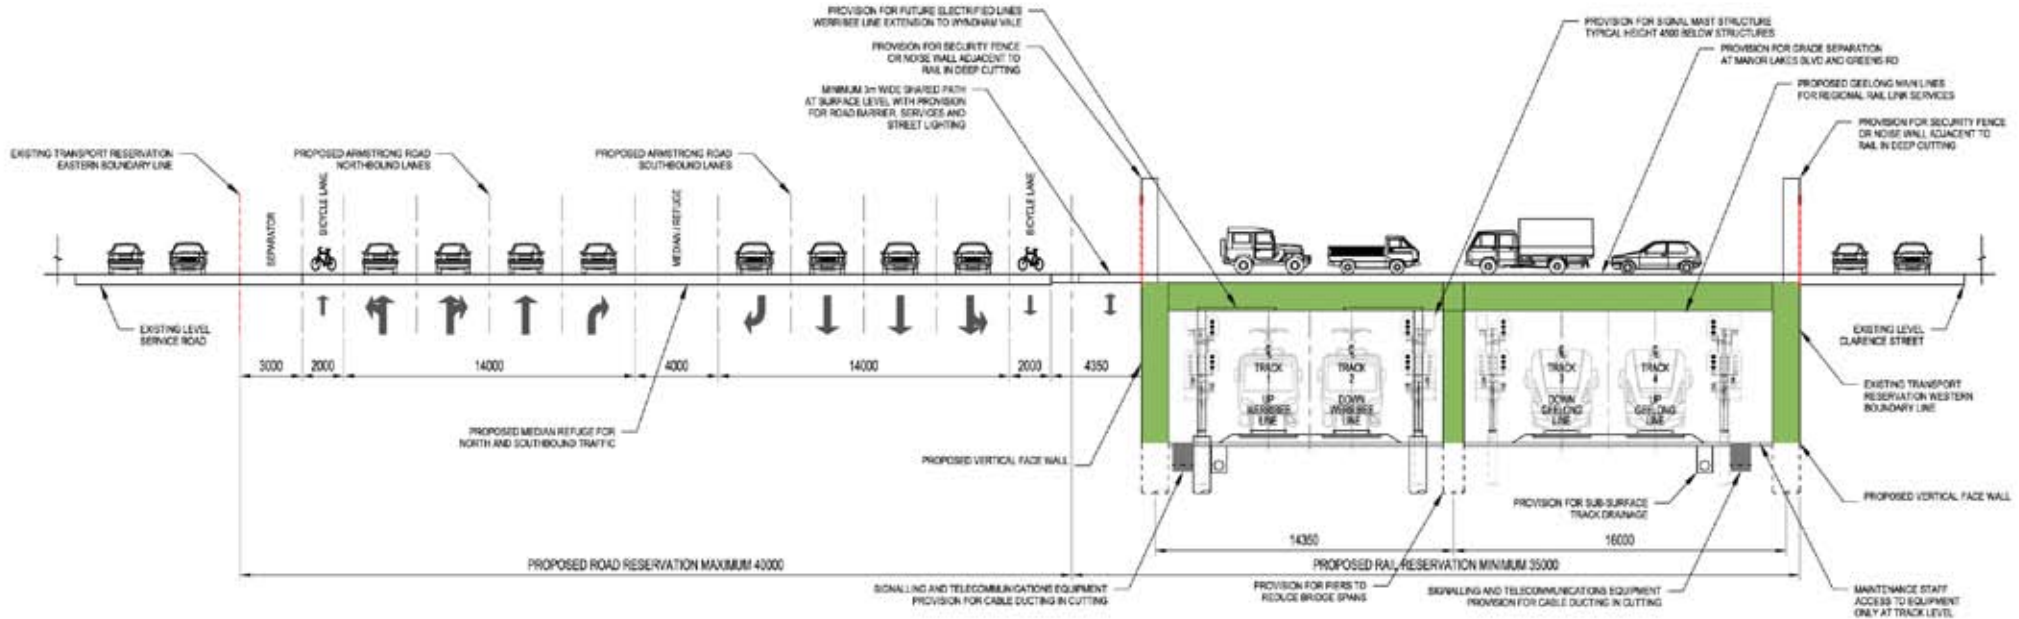 PROVISION FOR FUTURE ELECTRIFIED LINES
WERRIBEE LINE EXTENSION TO WYNDHAM VALE
PROVISION FOR SECURITY FENCE
OR NOISE WALL ADJACENT TO
RAIL IN DEEP CUTTING
MINIMUM 3m WIDE SHARED PATH
AT SURFACE LEVEL WITH PROVISION
FOR ROAD BARRIER, SERVICES AND
STREET LIGHTING
PROVISION FOR SIGNAL MAST STRUCTURE
TYPICAL HEIGHT 4500 BELOW STRUCTURES
PROVISION FOR GRADE SEPARATION
AT MANOR LAKES BLVD AND GREENS RD
PROPOSED GEELONG MAIN LINES
FOR REGIONAL RAIL LINK SERVICES
PROVISION FOR SECURITY FENCE
OR NOISE WALL ADJACENT TO
RAIL IN DEEP CUTTING
EXISTING TRANSPORT RESERVATION
EASTERN BOUNDARY LINE
PROPOSED ARMSTRONG ROAD
NORTHBOUND LANES
PROPOSED ARMSTRONG ROAD
SOUTHBOUND LANES
SEPARATOR
BICYCLE LANE
MEDIAN / REFUGE
BICYCLE LANE
EXISTING LEVEL
SERVICE ROAD
EXISTING LEVEL
CLARENCE STREET
3000
2000
14000
4000
14000
2000
4350
TRACK
1
UP
WERRIBEE
LINE
TRACK
2
DOWN
WERRIBEE
LINE
TRACK
3
DOWN
GEELONG
LINE
TRACK
4
UP
GEELONG
LINE
EXISTING TRANSPORT
RESERVATION WESTERN
BOUNDARY LINE
PROPOSED MEDIAN REFUGE FOR
NORTH AND SOUTHBOUND TRAFFIC
PROPOSED VERTICAL FACE WALL
PROVISION FOR SUB-SURFACE
TRACK DRAINAGE
PROPOSED VERTICAL FACE WALL
14350
16000
PROPOSED ROAD RESERVATION MAXIMUM 40000
PROPOSED RAIL RESERVATION MINIMUM 35000
SIGNALLING AND TELECOMMUNICATIONS EQUIPMENT
PROVISION FOR CABLE DUCTING IN CUTTING
PROVISION FOR PIERS TO
REDUCE BRIDGE SPANS
SIGNALLING AND TELECOMMUNICATIONS EQUIPMENT
PROVISION FOR CABLE DUCTING IN CUTTING
MAINTENANCE STAFF
ACCESS TO EQUIPMENT
ONLY AT TRACK LEVEL